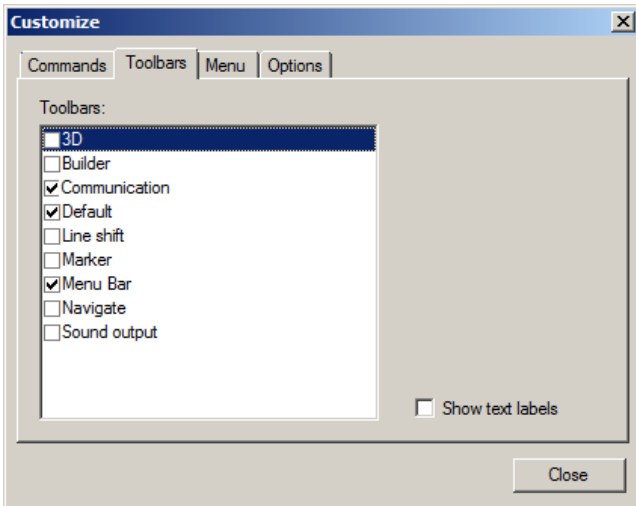 Customize
Commands Toolbars Menu Options
Toolbars:
3D
Builder
Communication
Default
Line shift
Marker
Menu Bar
Navigate
Sound output
Show text labels
Close